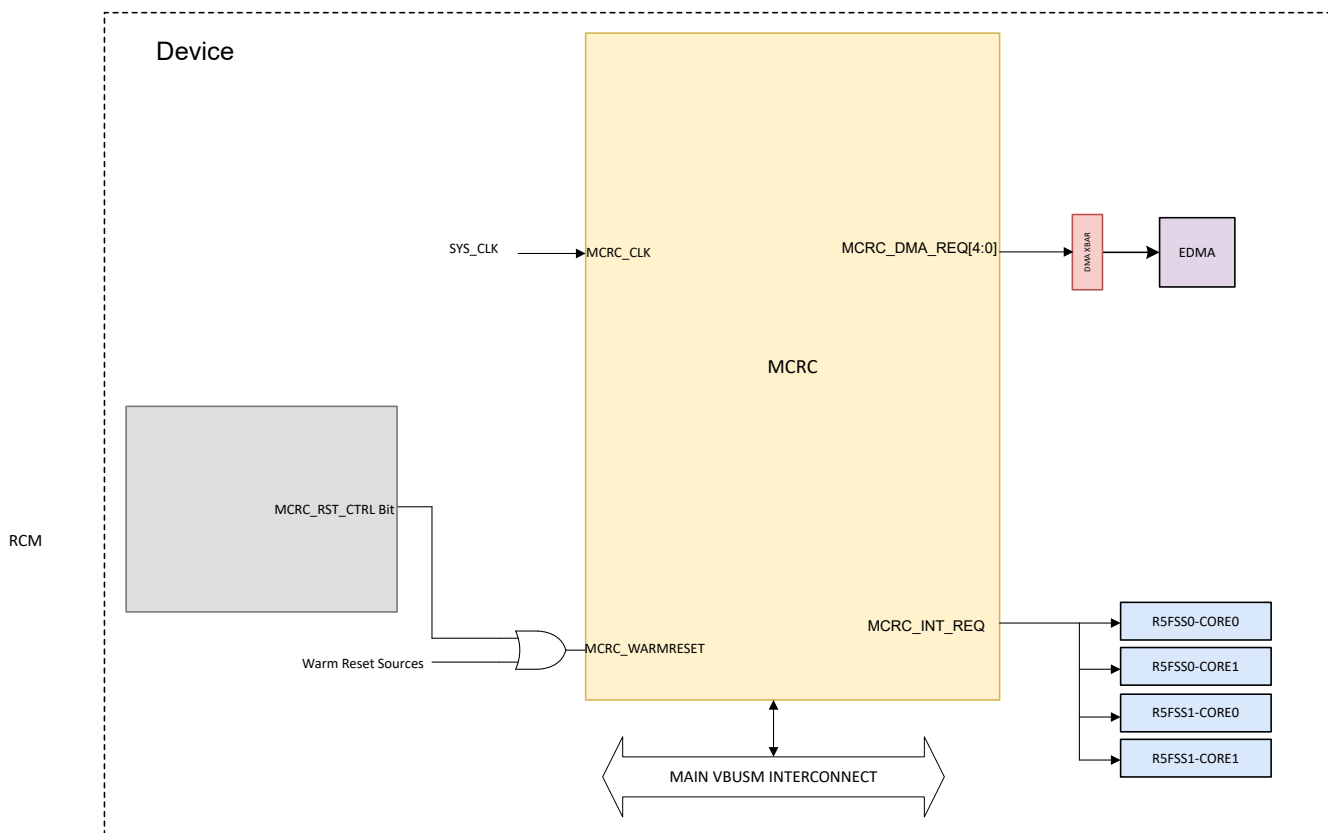 Device
SYS_CLK
MCRC_CLK
MCRC_DMA_REQ[4:0]
DMA XBAR
EDMA
MCRC
MCRC_RST_CTRL Bit
RCM
Warm Reset Sources
MCRC_WARMRESET
MCRC_INT_REQ
R5FSS0-CORE0
R5FSS0-CORE1
R5FSS1-CORE0
R5FSS1-CORE1
MAIN VBUSM INTERCONNECT